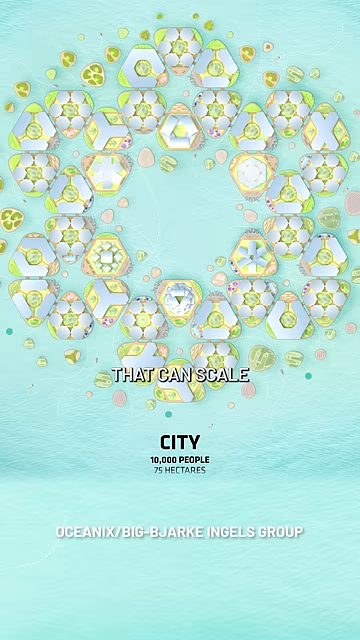 THAT CAN SCALE
CITY
10,000 PEOPLE
75 HECTARES
OCEANIX/BIG-BJARKE INGELS GROUP